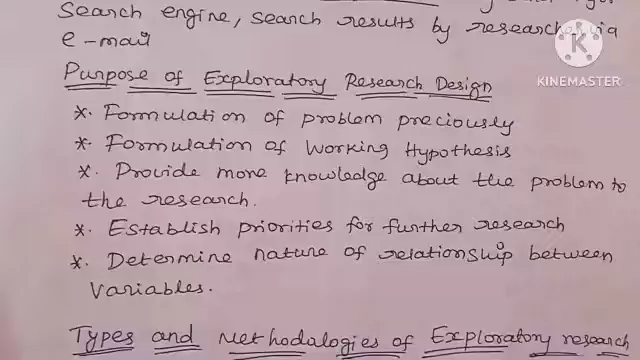 Search engine, search results by researcher via
e-mail
KINEMASTER
Purpose of Exploratory Research Design
*. Formulation of problem preciously
*. Formulation of working Hypothesis
*. Provide more knowledge about the problem to
the research.
*. Establish priorities for further research
*. Determine nature of relationship between
Variables.
Types and Methodalogies of Exploratory research